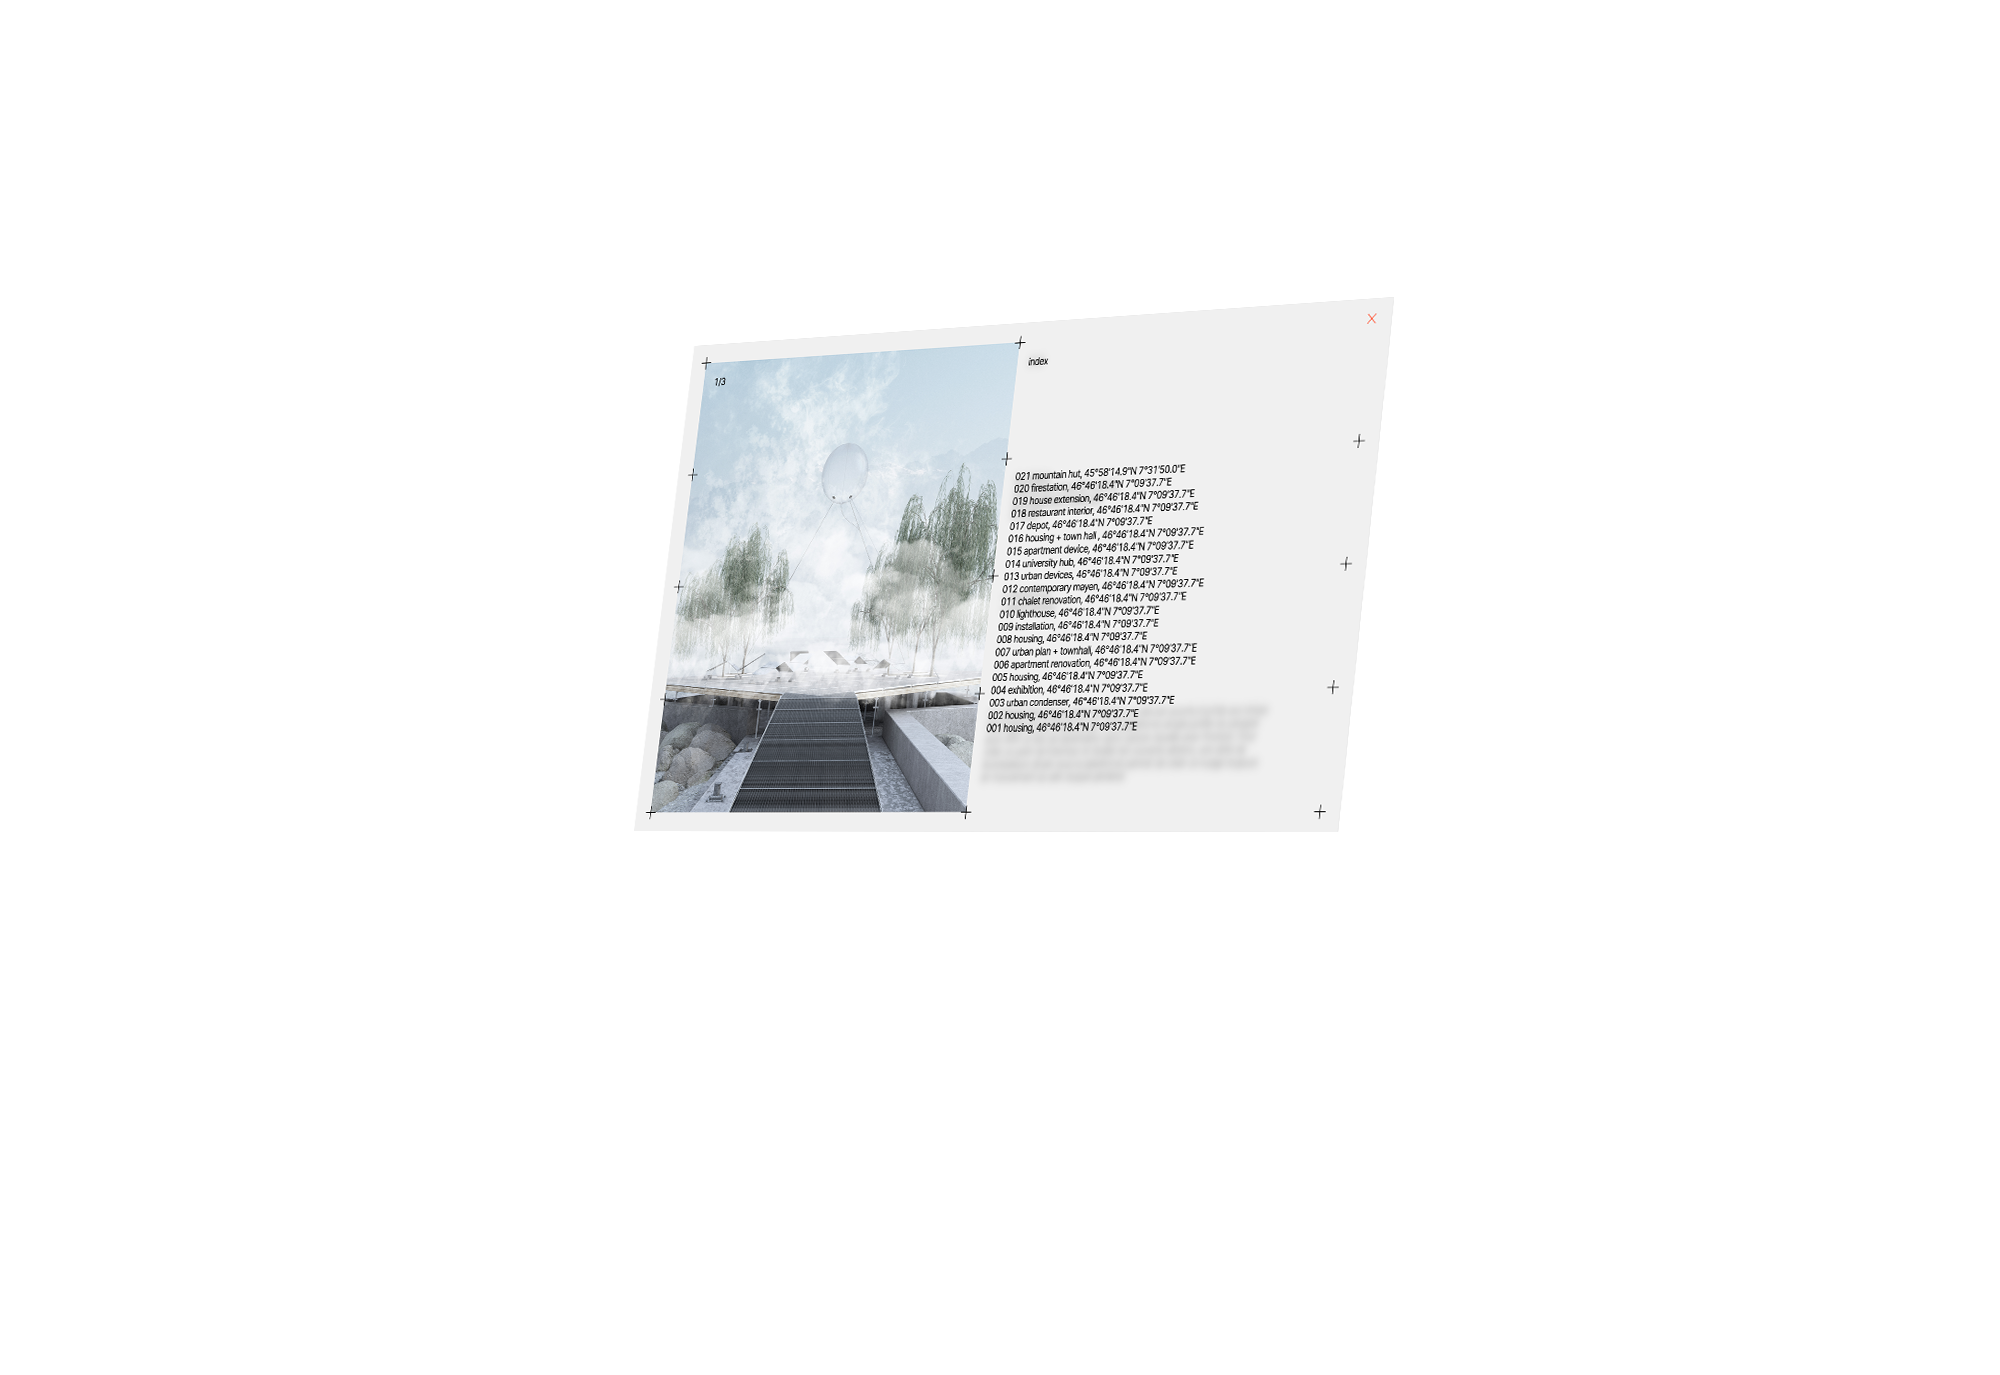 1/3
index
021 mountain hut, 45°58'14.9"N 7°31'50.0"E
020 firestation, 46°46'18.4"N 7°09'37.7"E
019 house extension, 46°46'18.4"N 7°09'37.7"E
018 restaurant interior, 46°46'18.4"N 7°09'37.7"E
017 depot, 46°46'18.4"N 7°09'37.7"E
016 housing + town hall , 46°46'18.4"N 7°09'37.7"E
015 apartment device, 46°46'18.4"N 7°09'37.7"E
014 university hub, 46°46'18.4"N 7°09'37.7"E
013 urban devices, 46°46'18.4"N 7°09'37.7"E
012 contemporary mayen, 46°46'18.4"N 7°09'37.7"E
011 chalet renovation, 46°46'18.4"N 7°09'37.7"E
010 lighthouse, 46°46'18.4"N 7°09'37.7"E
009 installation, 46°46'18.4"N 7°09'37.7"E
008 housing, 46°46'18.4"N 7°09'37.7"E
007 urban plan + townhall, 46°46'18.4"N 7°09'37.7"E
006 apartment renovation, 46°46'18.4"N 7°09'37.7"E
005 housing, 46°46'18.4"N 7°09'37.7"E
004 exhibition, 46°46'18.4"N 7°09'37.7"E
003 urban condenser, 46°46'18.4"N 7°09'37.7"E
002 housing, 46°46'18.4"N 7°09'37.7"E
001 housing, 46°46'18.4"N 7°09'37.7"E